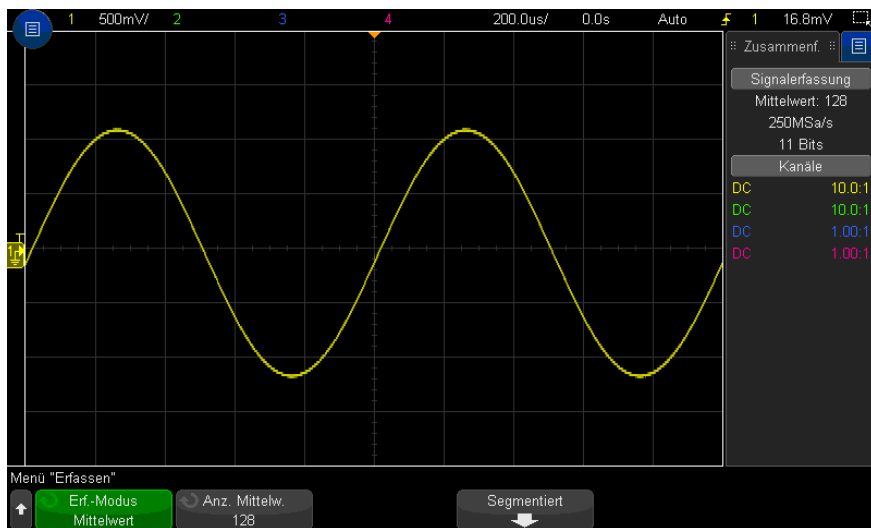 1 500mV/ 2 3 4 200.0us/ 0.0s Auto 1 16.8mV
Zusammenf.
Signalerfassung
Mittelwert: 128
250MSa/s
11 Bits
Kanäle
DC 10.0:1
DC 10.0:1
DC 1.00:1
DC 1.00:1
T
1
Menü "Erfassen"
Erf.-Modus
Mittelwert
Anz. Mittelw.
128
Segmentiert